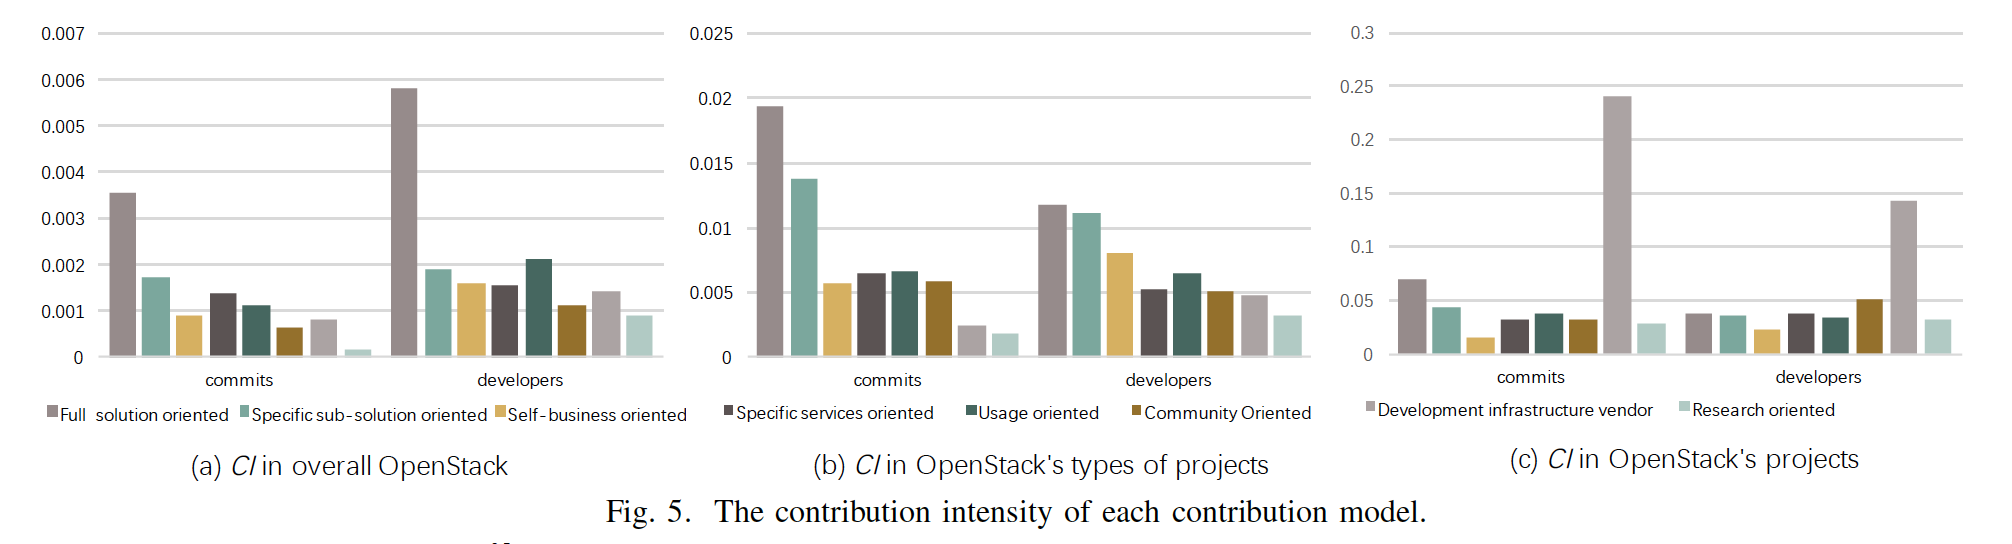 0.007
0.006
0.005
0.004
0.003
0.002
0.001
0
commits
developers
0.025
0.02
0.015
0.01
0.005
0
commits
developers
0.3
0.25
0.2
0.15
0.1
0.05
0
commits
developers
Full solution oriented
Specific sub-solution oriented
Self-business oriented
Specific services oriented
Usage oriented
Community Oriented
Development infrastructure vendor
Research oriented
(a) CI in overall OpenStack
(b) CI in OpenStack's types of projects
(c) CI in OpenStack's projects
Fig. 5. The contribution intensity of each contribution model.